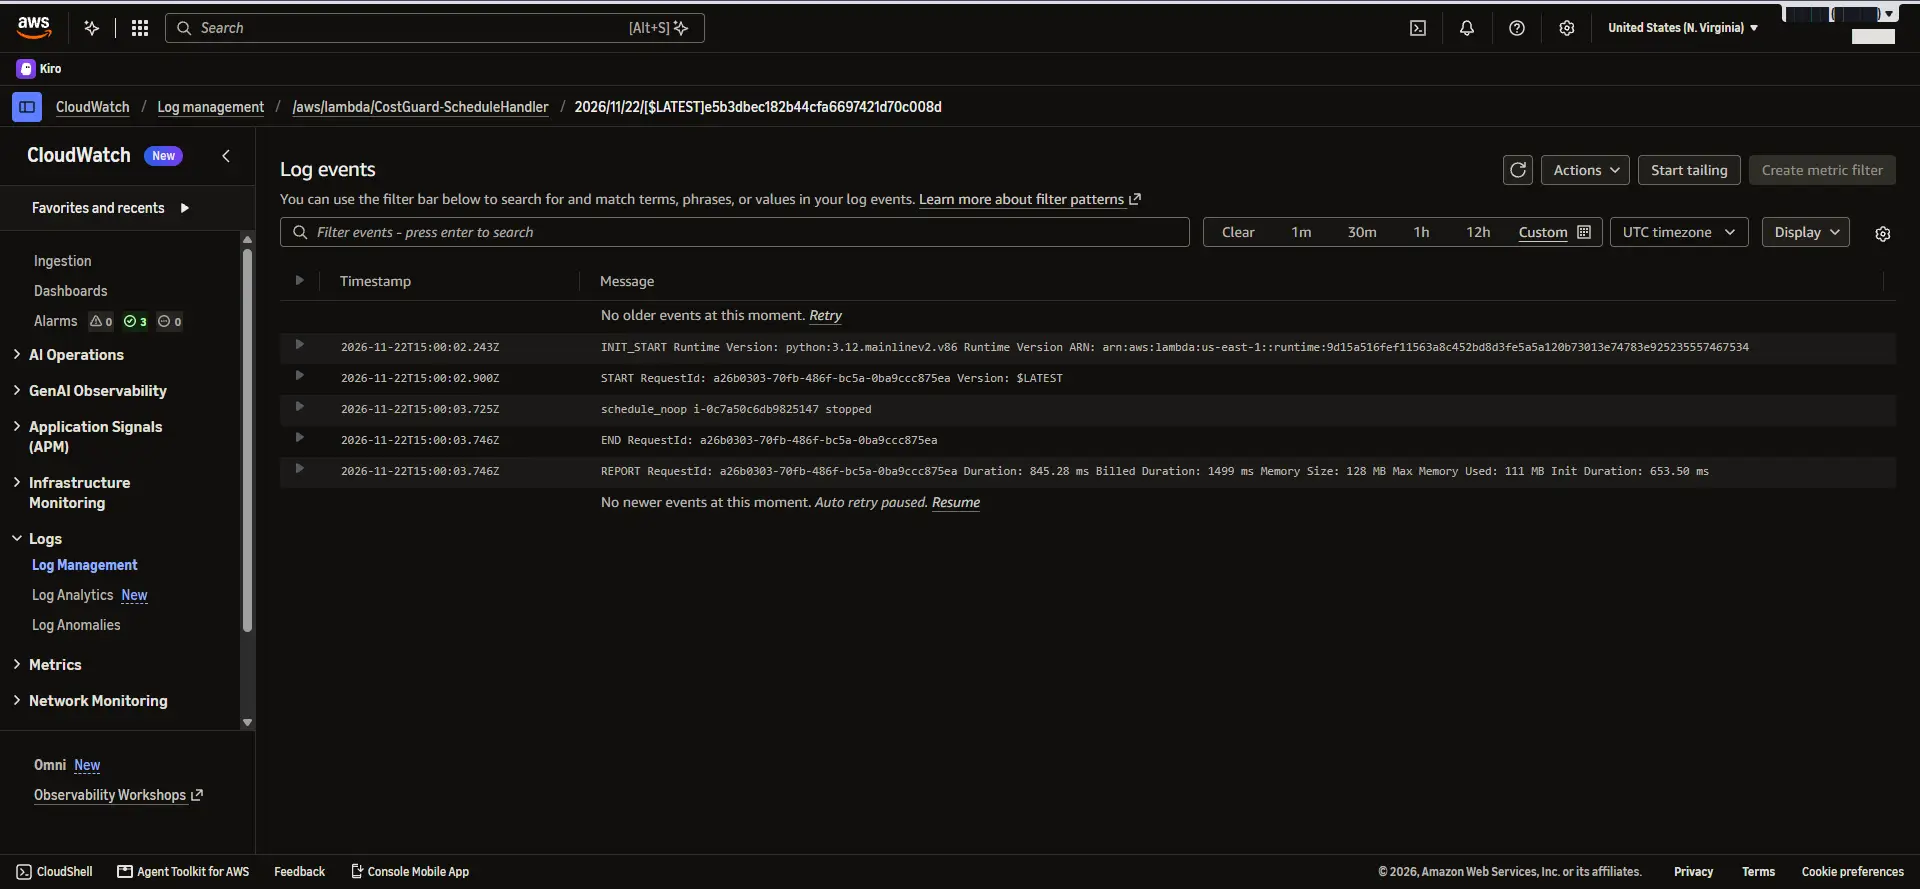 aws
Search [Alt+S]
United States (N. Virginia)
Kiro
CloudWatch / Log management / /aws/lambda/CostGuard-ScheduleHandler / 2026/11/22/[$LATEST]e5b3dbec182b44cfa6697421d70c008d
CloudWatch New
Favorites and recents
Ingestion
Dashboards
Alarms 0 3 0
AI Operations
GenAI Observability
Application Signals
(APM)
Infrastructure
Monitoring
Logs
Log Management
Log Analytics New
Log Anomalies
Metrics
Network Monitoring
Omni New
Observability Workshops
Log events
Actions
Start tailing
Create metric filter
You can use the filter bar below to search for and match terms, phrases, or values in your log events. Learn more about filter patterns
Filter events - press enter to search
Clear 1m 30m 1h 12h Custom
UTC timezone
Display
Timestamp Message
No older events at this moment. Retry
2026-11-22T15:00:02.243Z INIT_START Runtime Version: python:3.12.mainlinev2.v86 Runtime Version ARN: arn:aws:lambda:us-east-1::runtime:9d15a516fef11563a8c452bd8d3fe5a5a120b73013e74783e925235557467534
2026-11-22T15:00:02.900Z START RequestId: a26b0303-70fb-486f-bc5a-0ba9ccc875ea Version: $LATEST
2026-11-22T15:00:03.725Z schedule_noop i-0c7a50c6db9825147 stopped
2026-11-22T15:00:03.746Z END RequestId: a26b0303-70fb-486f-bc5a-0ba9ccc875ea
2026-11-22T15:00:03.746Z REPORT RequestId: a26b0303-70fb-486f-bc5a-0ba9ccc875ea Duration: 845.28 ms Billed Duration: 1499 ms Memory Size: 128 MB Max Memory Used: 111 MB Init Duration: 653.50 ms
No newer events at this moment. Auto retry paused. Resume
CloudShell Agent Toolkit for AWS Feedback Console Mobile App
© 2026, Amazon Web Services, Inc. or its affiliates. Privacy Terms Cookie preferences